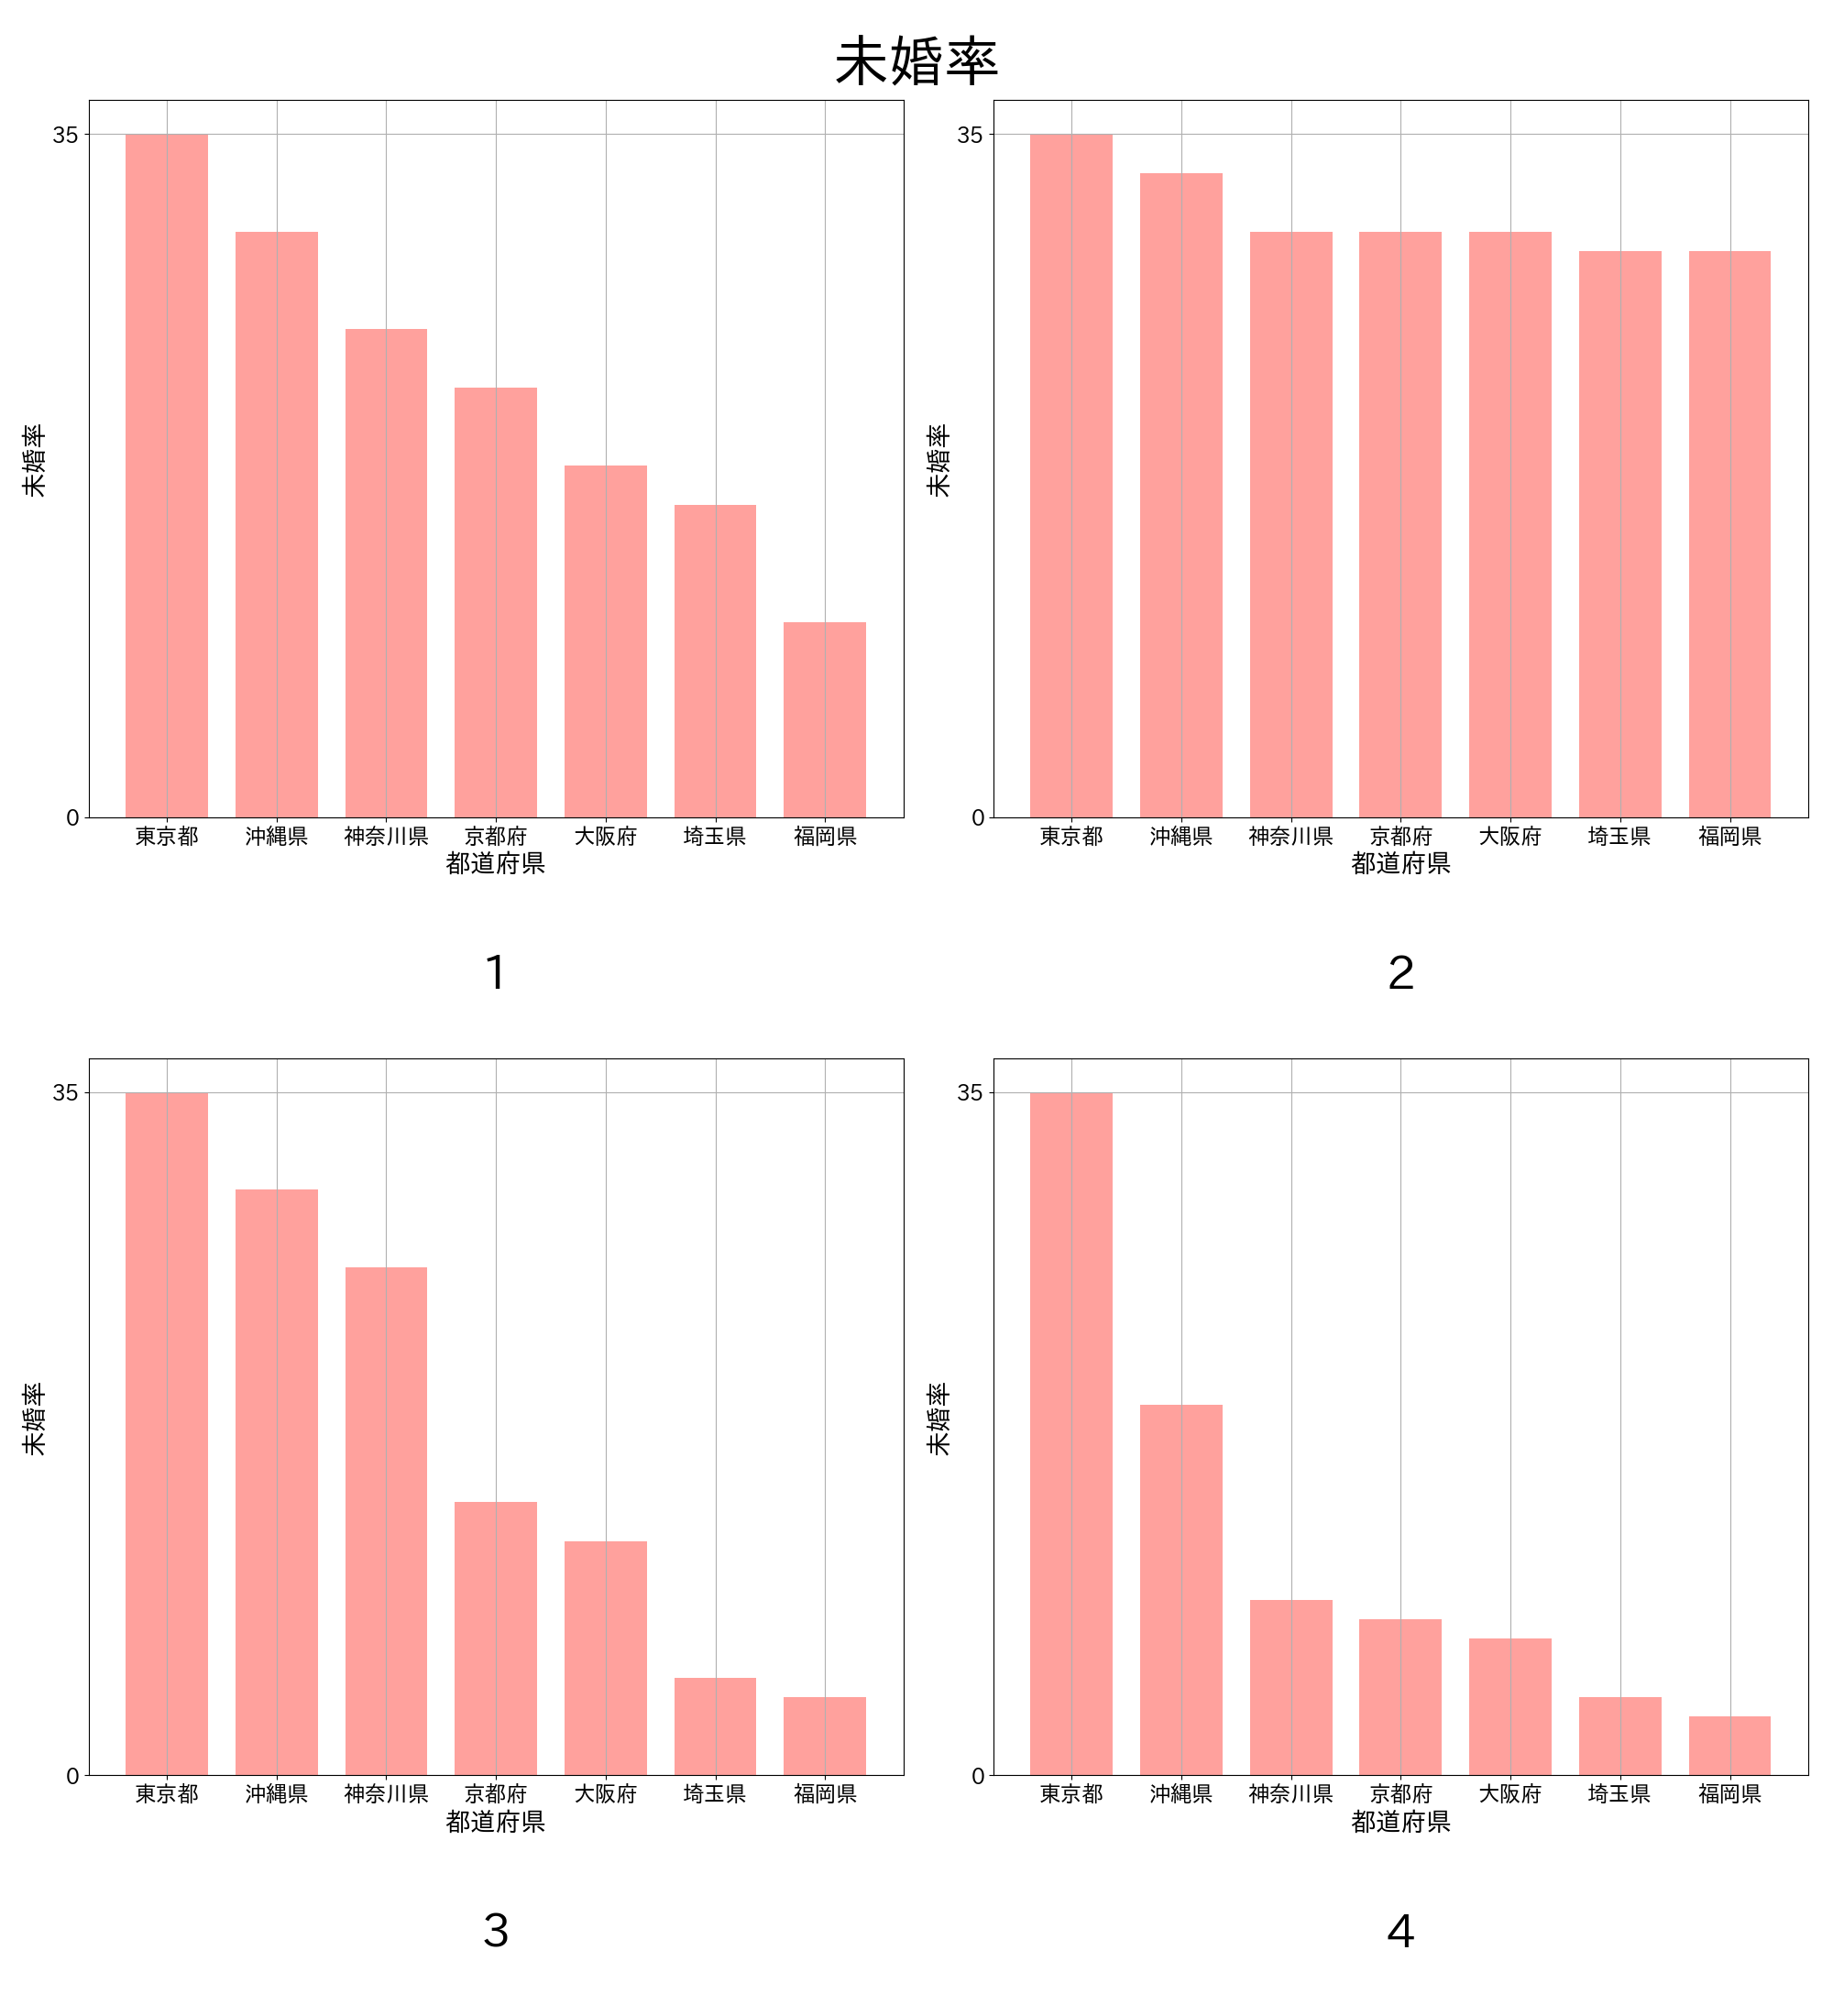 未婚率
35
0
未婚率
東京都 沖縄県 神奈川県 京都府 大阪府 埼玉県 福岡県
都道府県
1
35
0
未婚率
東京都 沖縄県 神奈川県 京都府 大阪府 埼玉県 福岡県
都道府県
2
35
0
未婚率
東京都 沖縄県 神奈川県 京都府 大阪府 埼玉県 福岡県
都道府県
3
35
0
未婚率
東京都 沖縄県 神奈川県 京都府 大阪府 埼玉県 福岡県
都道府県
4